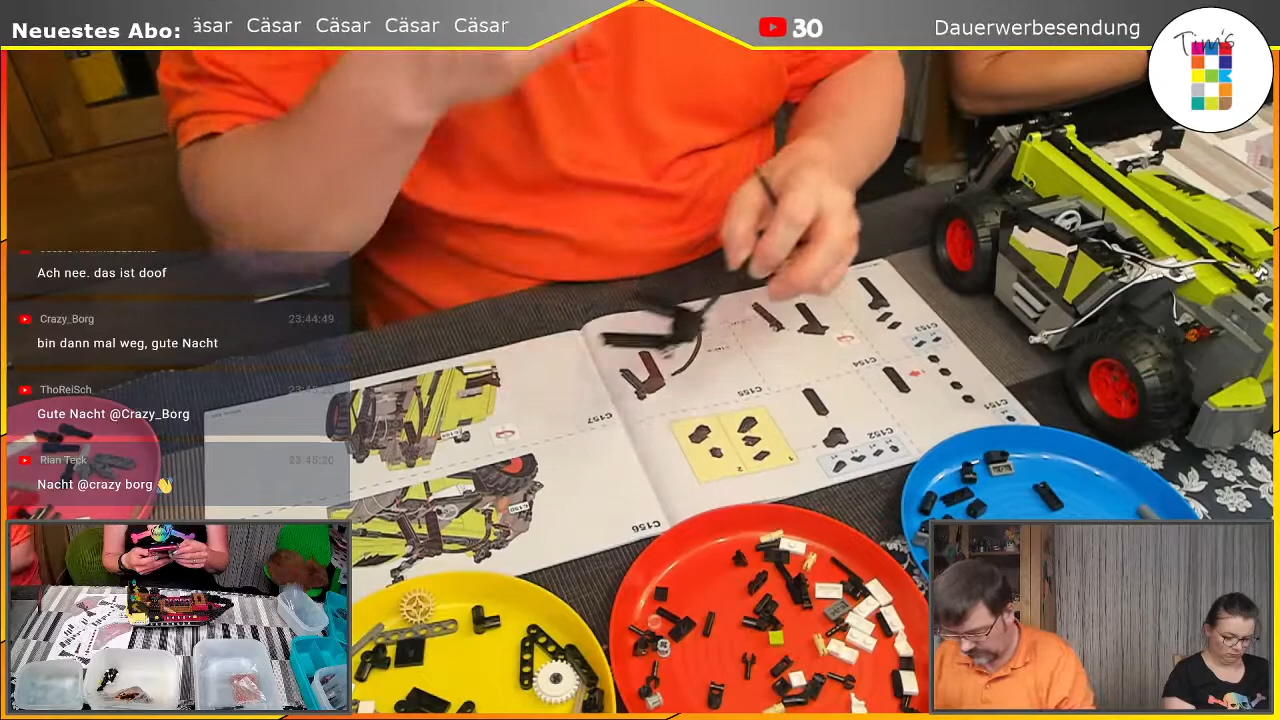 Neuestes Abo:
äsar Cäsar Cäsar Cäsar Cäsar
30
Dauerwerbesendung
Tim's
Ach nee. das ist doof
Crazy_Borg 23:44:49
bin dann mal weg, gute Nacht
ThoReiSch
Gute Nacht @Crazy_Borg
Rian Teck 23:45:20
Nacht @crazy borg 👋
C153
C154
C151
C155
C152
C157
C156
1
2